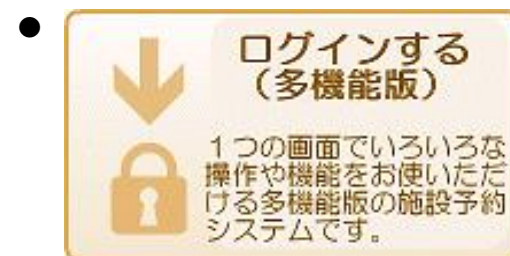 ログインする
（多機能版）
１つの画面でいろいろな
操作や機能をお使いただ
ける多機能版の施設予約
システムです。